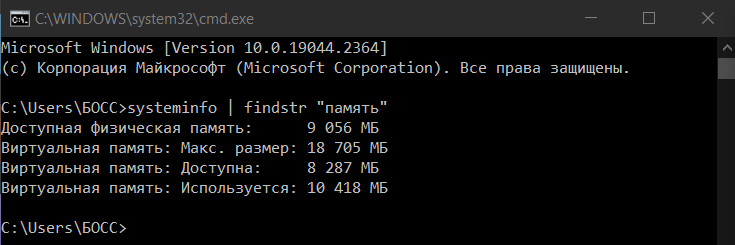 C:\WINDOWS\system32\cmd.exe
Microsoft Windows [Version 10.0.19044.2364]
(c) Корпорация Майкрософт (Microsoft Corporation). Все права защищены.
C:\Users\БОСС>systeminfo | findstr "память"
Доступная физическая память:      9 056 МБ
Виртуальная память: Макс. размер: 18 705 МБ
Виртуальная память: Доступна:     8 287 МБ
Виртуальная память: Используется: 10 418 МБ
C:\Users\БОСС>